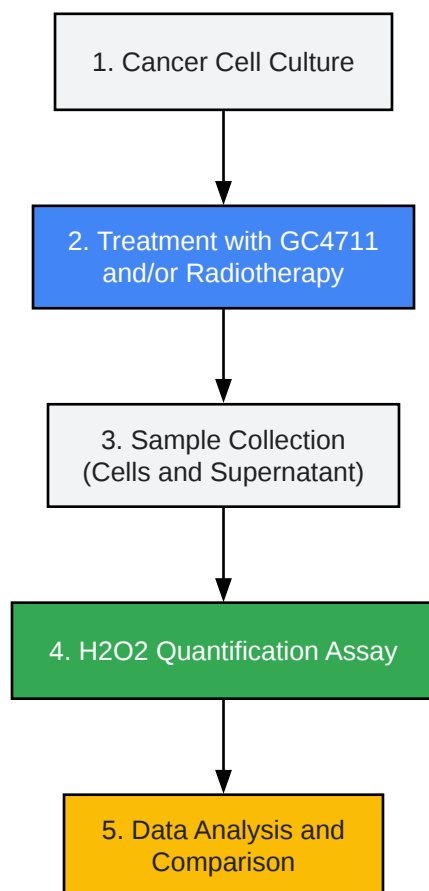 1. Cancer Cell Culture
2. Treatment with GC4711
and/or Radiotherapy
3. Sample Collection
(Cells and Supernatant)
4. H2O2 Quantification Assay
5. Data Analysis and
Comparison